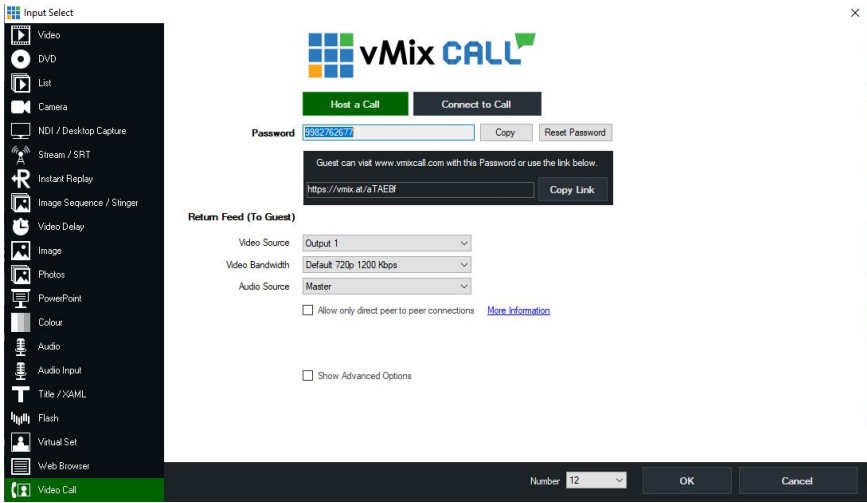 Input Select
Video
DVD
List
Camera
NDI / Desktop Capture
Stream / SRT
Instant Replay
Image Sequence / Stinger
Video Delay
Image
Photos
PowerPoint
Colour
Audio
Audio Input
Title / XAML
Flash
Virtual Set
Web Browser
Video Call
vMix CALL
Host a Call Connect to Call
Password 9982762677 Copy Reset Password
Guest can visit www.vmixcall.com with this Password or use the link below.
https://vmix.at/aTAEBf Copy Link
Return Feed (To Guest)
Video Source Output 1
Video Bandwidth Default 720p 1200 Kbps
Audio Source Master
Allow only direct peer to peer connections More Information
Show Advanced Options
Number 12 OK Cancel